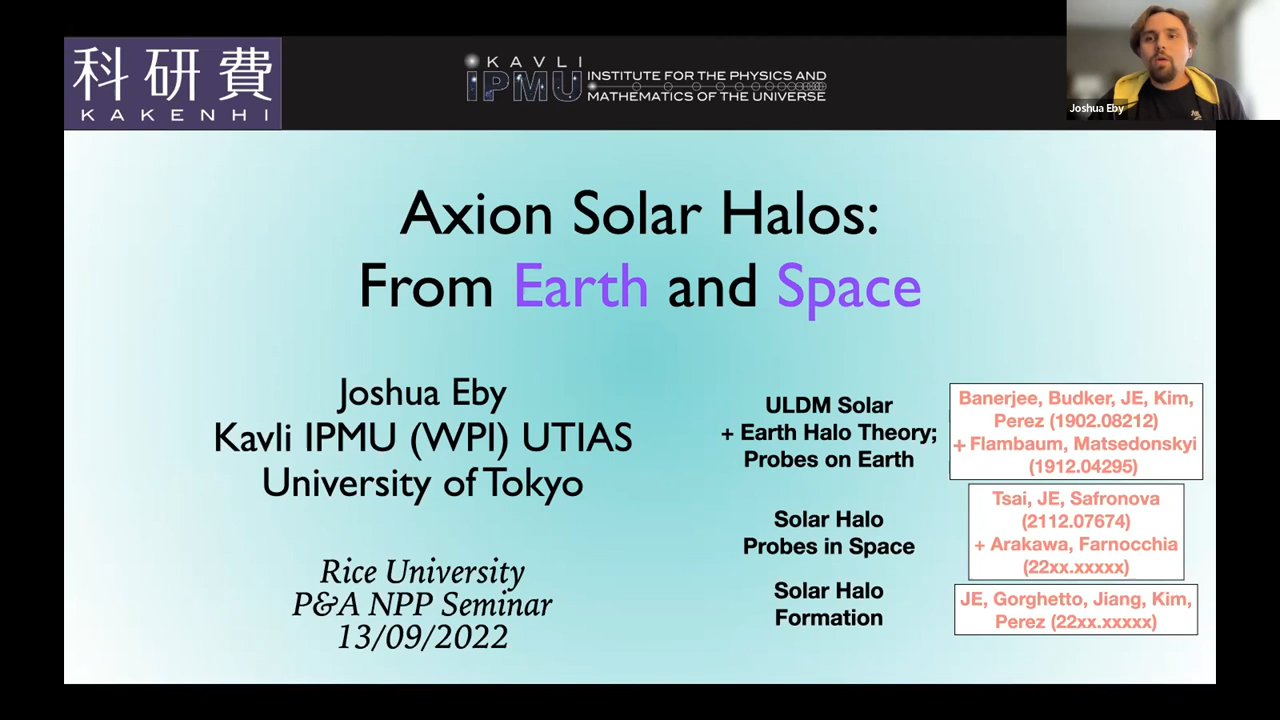 科研費
KAKENHI
KAVLI
IPMU INSTITUTE FOR THE PHYSICS AND
MATHEMATICS OF THE UNIVERSE
Joshua Eby
Axion Solar Halos:
From Earth and Space
Joshua Eby
Kavli IPMU (WPI) UTIAS
University of Tokyo
Rice University
P&A NPP Seminar
13/09/2022
ULDM Solar
+ Earth Halo Theory;
Probes on Earth
Banerjee, Budker, JE, Kim,
Perez (1902.08212)
+ Flambaum, Matsedonskyi
(1912.04295)
Solar Halo
Probes in Space
Tsai, JE, Safronova
(2112.07674)
+ Arakawa, Farnocchia
(22xx.xxxxx)
Solar Halo
Formation
JE, Gorghetto, Jiang, Kim,
Perez (22xx.xxxxx)